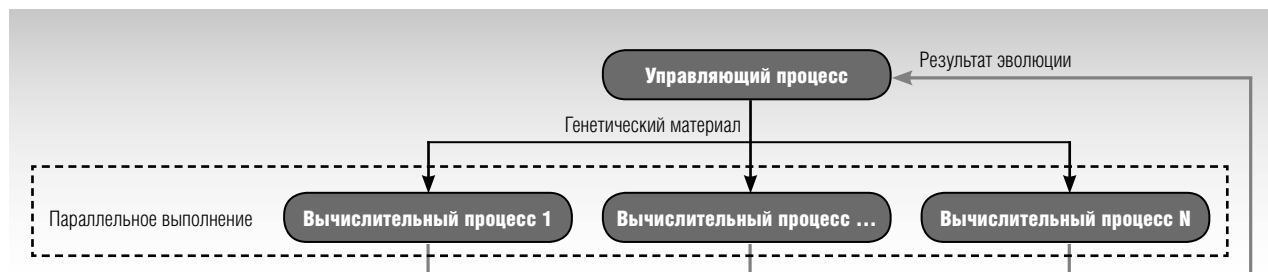 Результат эволюции
Управляющий процесс
Генетический материал
Параллельное выполнение
Вычислительный процесс 1
Вычислительный процесс ...
Вычислительный процесс N